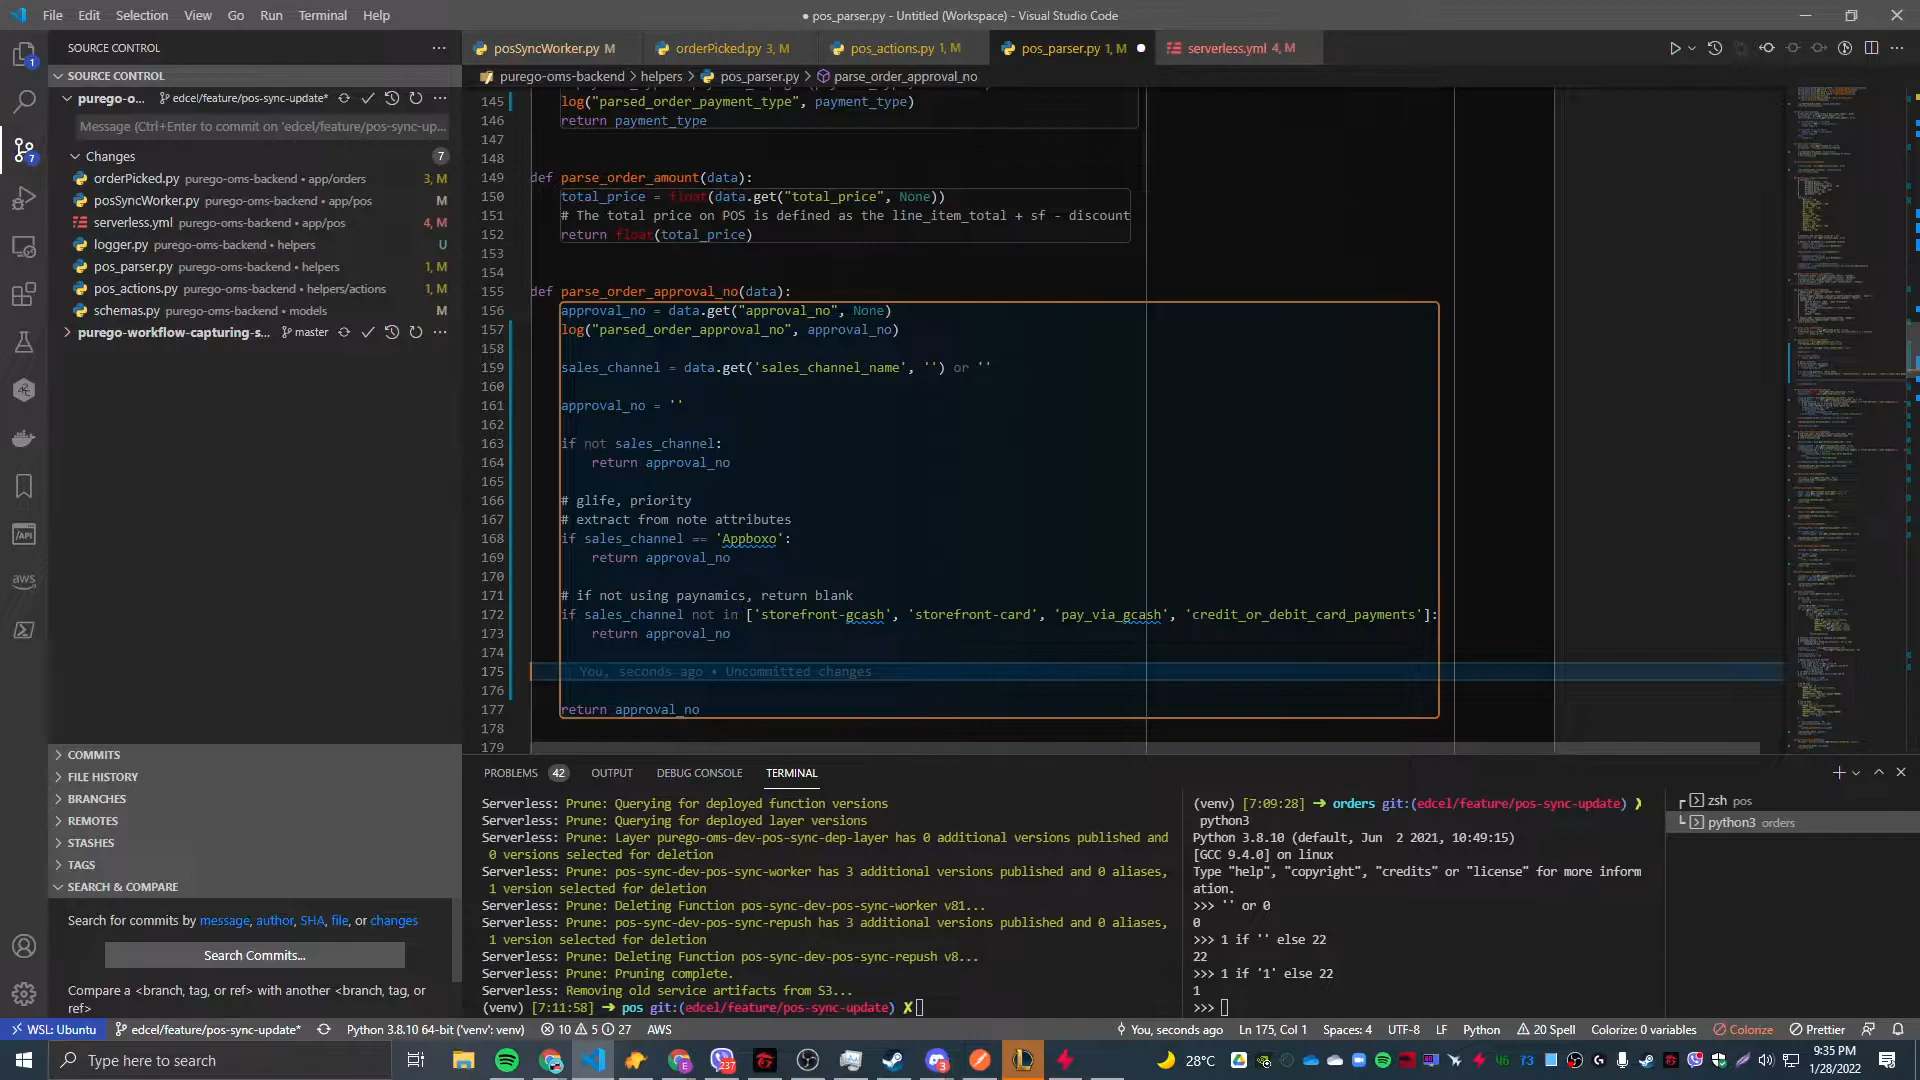 File Edit Selection View Go Run Terminal Help
● pos_parser.py - Untitled (Workspace) - Visual Studio Code
SOURCE CONTROL
posSyncWorker.py M
orderPicked.py 3, M
pos_actions.py 1, M
pos_parser.py 1, M
serverless.yml 4, M
SOURCE CONTROL
purego-oms-backend > helpers > pos_parser.py > parse_order_approval_no
purego-o... edcel/feature/pos-sync-update*
Message (Ctrl+Enter to commit on 'edcel/feature/pos-sync-up...
Changes 7
orderPicked.py purego-oms-backend • app/orders 3, M
posSyncWorker.py purego-oms-backend • app/pos M
serverless.yml purego-oms-backend • app/pos 4, M
logger.py purego-oms-backend • helpers U
pos_parser.py purego-oms-backend • helpers 1, M
pos_actions.py purego-oms-backend • helpers/actions 1, M
schemas.py purego-oms-backend • models M
purego-workflow-capturing-s... master
COMMITS
FILE HISTORY
BRANCHES
REMOTES
STASHES
TAGS
SEARCH & COMPARE
Search for commits by message, author, SHA, file, or changes
Search Commits...
Compare a <branch, tag, or ref> with another <branch, tag, or
ref>
145 log("parsed_order_payment_type", payment_type)
146 return payment_type
147
148
149 def parse_order_amount(data):
150 total_price = float(data.get("total_price", None))
151 # The total price on POS is defined as the line_item_total + sf - discount
152 return float(total_price)
153
154
155 def parse_order_approval_no(data):
156 approval_no = data.get("approval_no", None)
157 log("parsed_order_approval_no", approval_no)
158
159 sales_channel = data.get('sales_channel_name', '') or ''
160
161 approval_no = ''
162
163 if not sales_channel:
164 return approval_no
165
166 # glife, priority
167 # extract from note attributes
168 if sales_channel == 'Appboxo':
169 return approval_no
170
171 # if not using paynamics, return blank
172 if sales_channel not in ['storefront-gcash', 'storefront-card', 'pay_via_gcash', 'credit_or_debit_card_payments']:
173 return approval_no
174
175 You, seconds ago • Uncommitted changes
176
177 return approval_no
178
179
PROBLEMS 42 OUTPUT DEBUG CONSOLE TERMINAL
Serverless: Prune: Querying for deployed function versions
Serverless: Prune: Querying for deployed layer versions
Serverless: Prune: Layer purego-oms-dev-pos-sync-dep-layer has 0 additional versions published and
0 versions selected for deletion
Serverless: Prune: pos-sync-dev-pos-sync-worker has 3 additional versions published and 0 aliases,
1 version selected for deletion
Serverless: Prune: Deleting Function pos-sync-dev-pos-sync-worker v81...
Serverless: Prune: pos-sync-dev-pos-sync-repush has 3 additional versions published and 0 aliases,
1 version selected for deletion
Serverless: Prune: Deleting Function pos-sync-dev-pos-sync-repush v8...
Serverless: Prune: Pruning complete.
Serverless: Removing old service artifacts from S3...
(venv) [7:11:58] ➜ pos git:(edcel/feature/pos-sync-update) ✗
(venv) [7:09:28] ➜ orders git:(edcel/feature/pos-sync-update) ❯
python3
Python 3.8.10 (default, Jun 2 2021, 10:49:15)
[GCC 9.4.0] on linux
Type "help", "copyright", "credits" or "license" for more inform
ation.
>>> '' or 0
0
>>> 1 if '' else 22
22
>>> 1 if '1' else 22
1
>>>
zsh pos
python3 orders
WSL: Ubuntu edcel/feature/pos-sync-update* Python 3.8.10 64-bit ('venv': venv) 10 5 27 AWS
You, seconds ago Ln 175, Col 1 Spaces: 4 UTF-8 LF Python 20 Spell Colorize: 0 variables Colorize Prettier
Type here to search
28°C
9:35 PM
1/28/2022